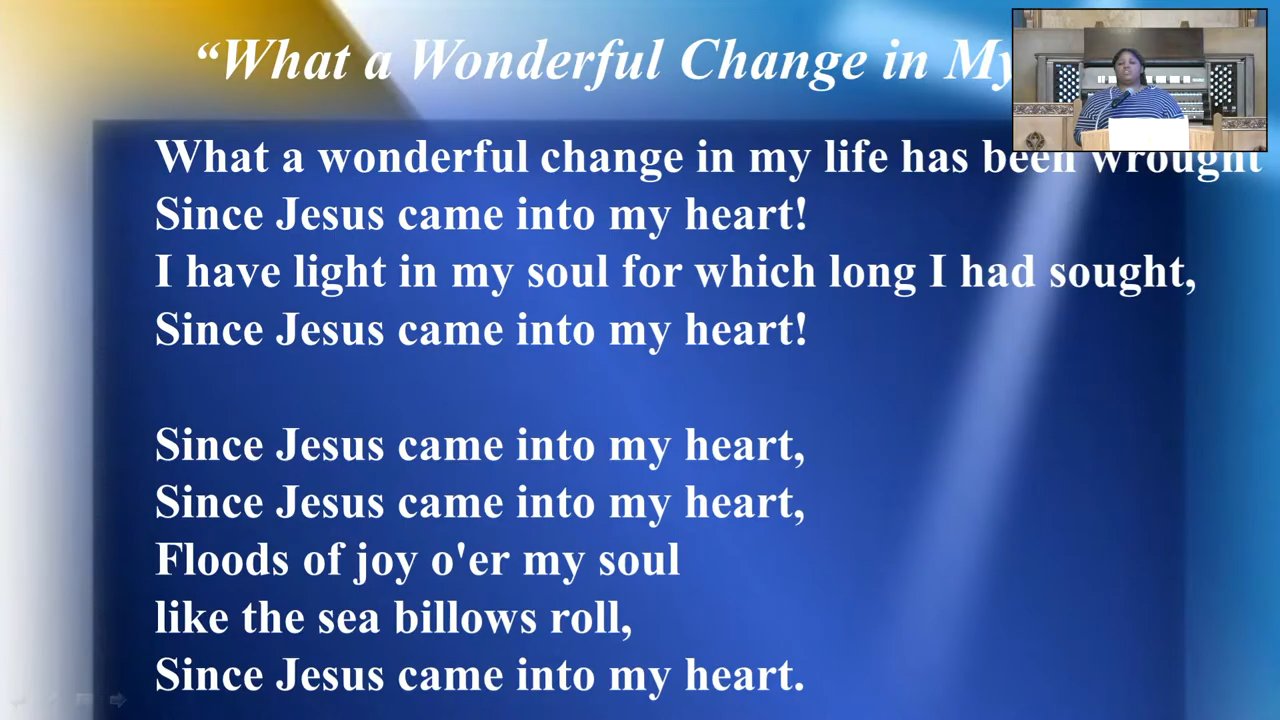 “What a Wonderful Change in My
What a wonderful change in my life has been wrought
Since Jesus came into my heart!
I have light in my soul for which long I had sought,
Since Jesus came into my heart!
Since Jesus came into my heart,
Since Jesus came into my heart,
Floods of joy o'er my soul
like the sea billows roll,
Since Jesus came into my heart.